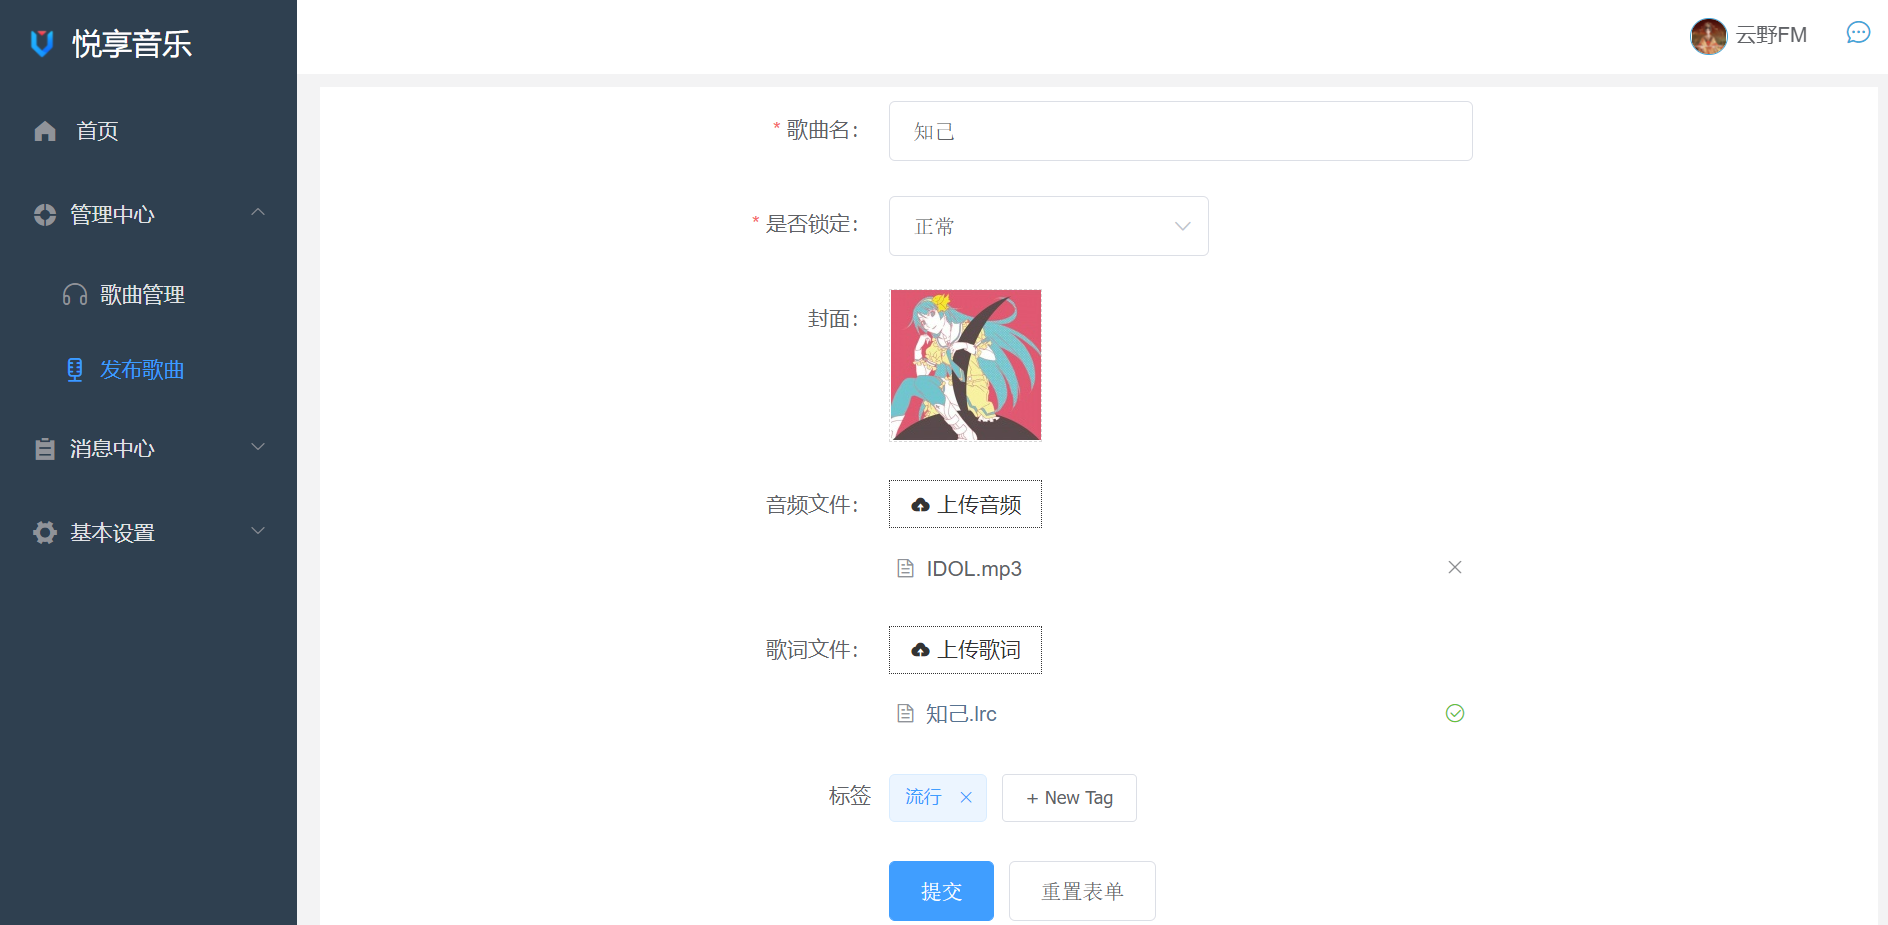 悦享音乐
云野FM
首页
管理中心
歌曲管理
发布歌曲
消息中心
基本设置
* 歌曲名：
知己
* 是否锁定：
正常
封面：
音频文件：
上传音频
IDOL.mp3
歌词文件：
上传歌词
知己.lrc
标签
流行
+ New Tag
提交
重置表单